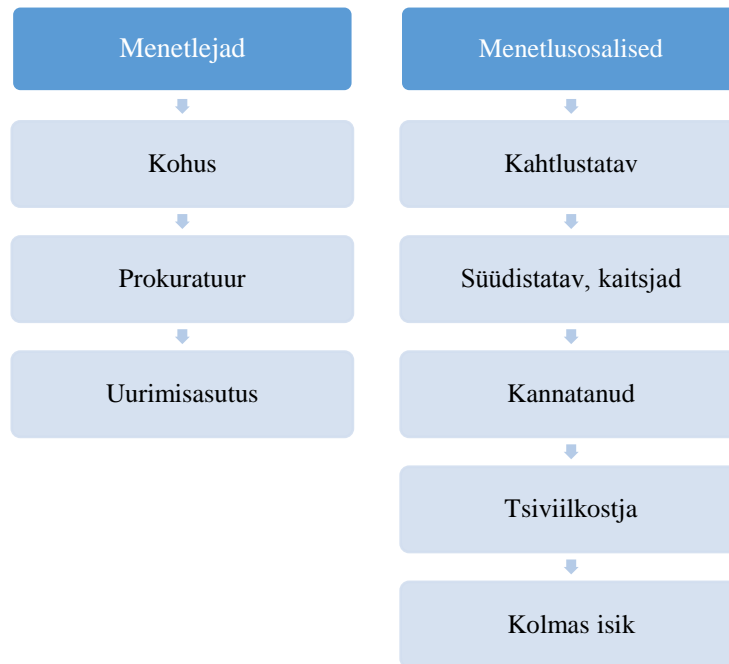 Menetlejad
Kohus
Prokuratuur
Uurimisasutus
Menetlusosalised
Kahtlustatav
Süüdistatav, kaitsjad
Kannatanud
Tsiviilkostja
Kolmas isik